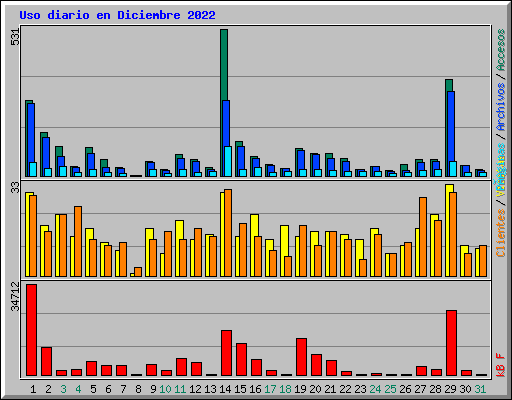 Uso diario en Diciembre 2022
531
33
34712
Clientes / / Archivos / Accesos
kB F
1 2 3 4 5 6 7 8 9 10 11 12 13 14 15 16 17 18 19 20 21 22 23 24 25 26 27 28 29 30 31